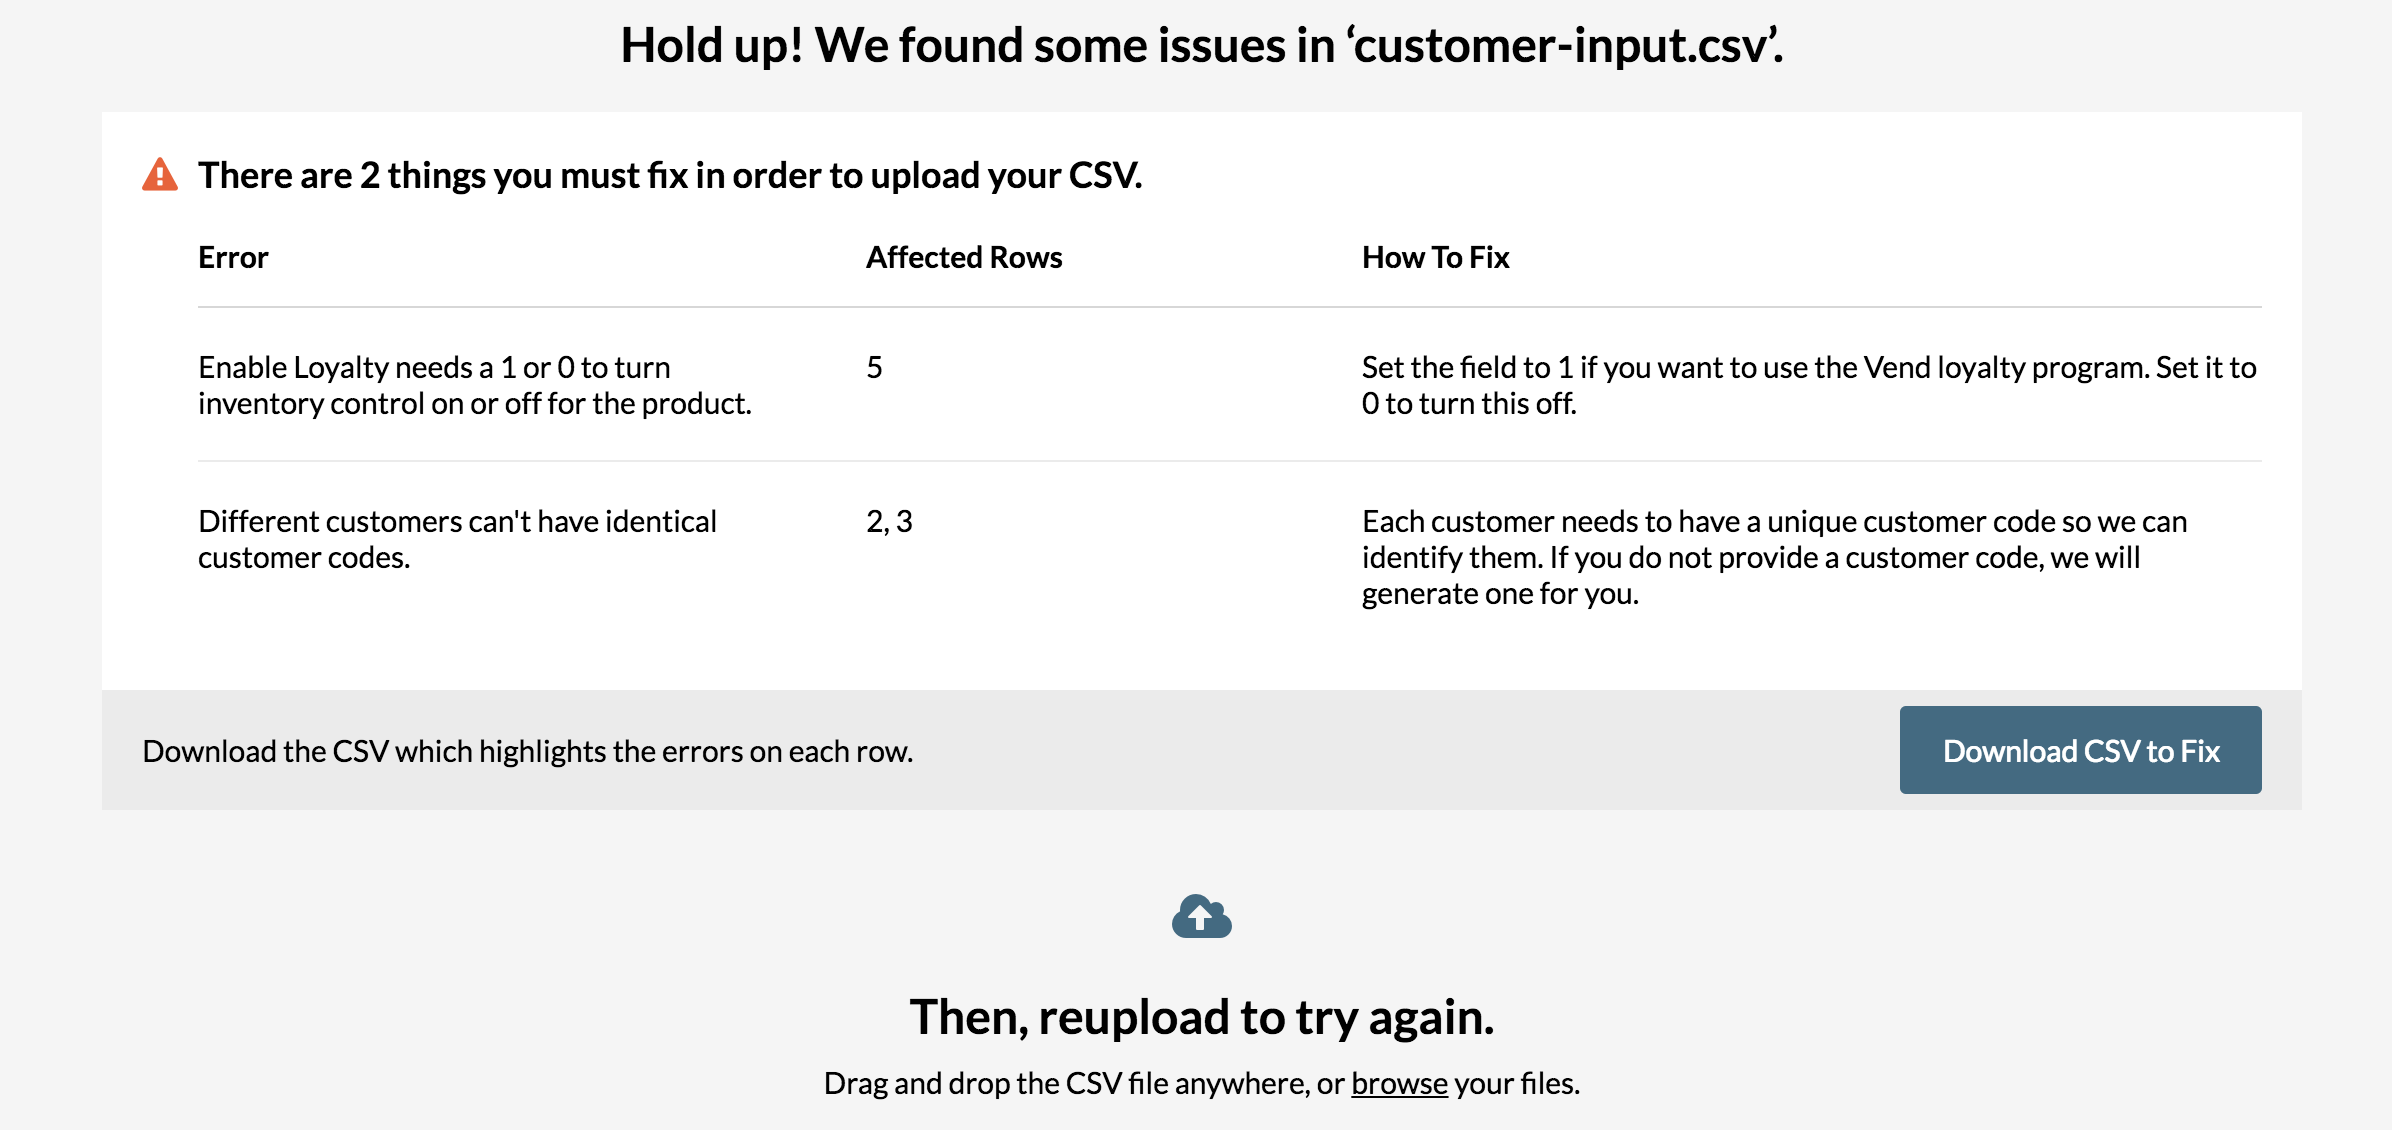 Hold up! We found some issues in ‘customer-input.csv’.
There are 2 things you must fix in order to upload your CSV.
Error Affected Rows How To Fix
Enable Loyalty needs a 1 or 0 to turn
inventory control on or off for the product.
5
Set the field to 1 if you want to use the Vend loyalty program. Set it to
0 to turn this off.
Different customers can't have identical
customer codes.
2, 3
Each customer needs to have a unique customer code so we can
identify them. If you do not provide a customer code, we will
generate one for you.
Download the CSV which highlights the errors on each row.
Download CSV to Fix
Then, reupload to try again.
Drag and drop the CSV file anywhere, or browse your files.